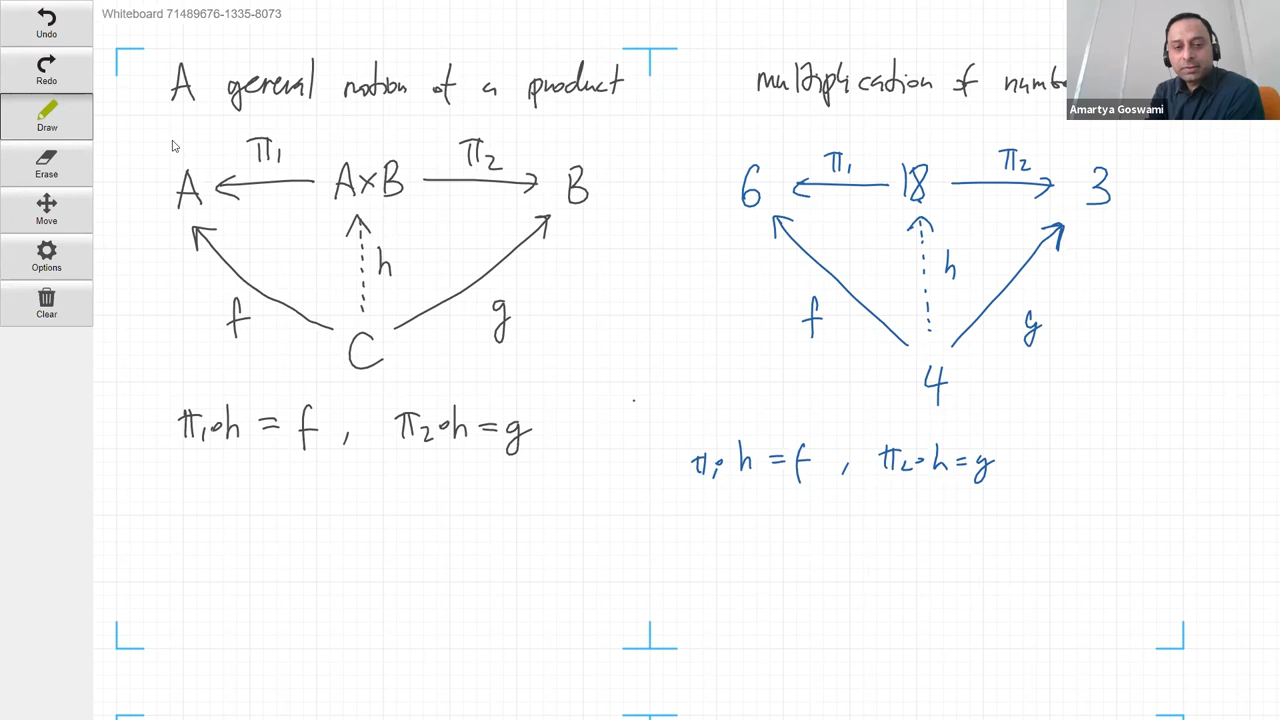 Whiteboard 71489676-1335-8073
Undo
Redo
Draw
Erase
Move
Options
Clear
A general notion of a product
π₁ π₂
A A×B B
h
f g
C
π₁∘h = f , π₂∘h = g
multiplication of
Amartya Goswami
π₁ π₂
6 18 3
h
f g
4
π₁∘h = f , π₂∘h = g